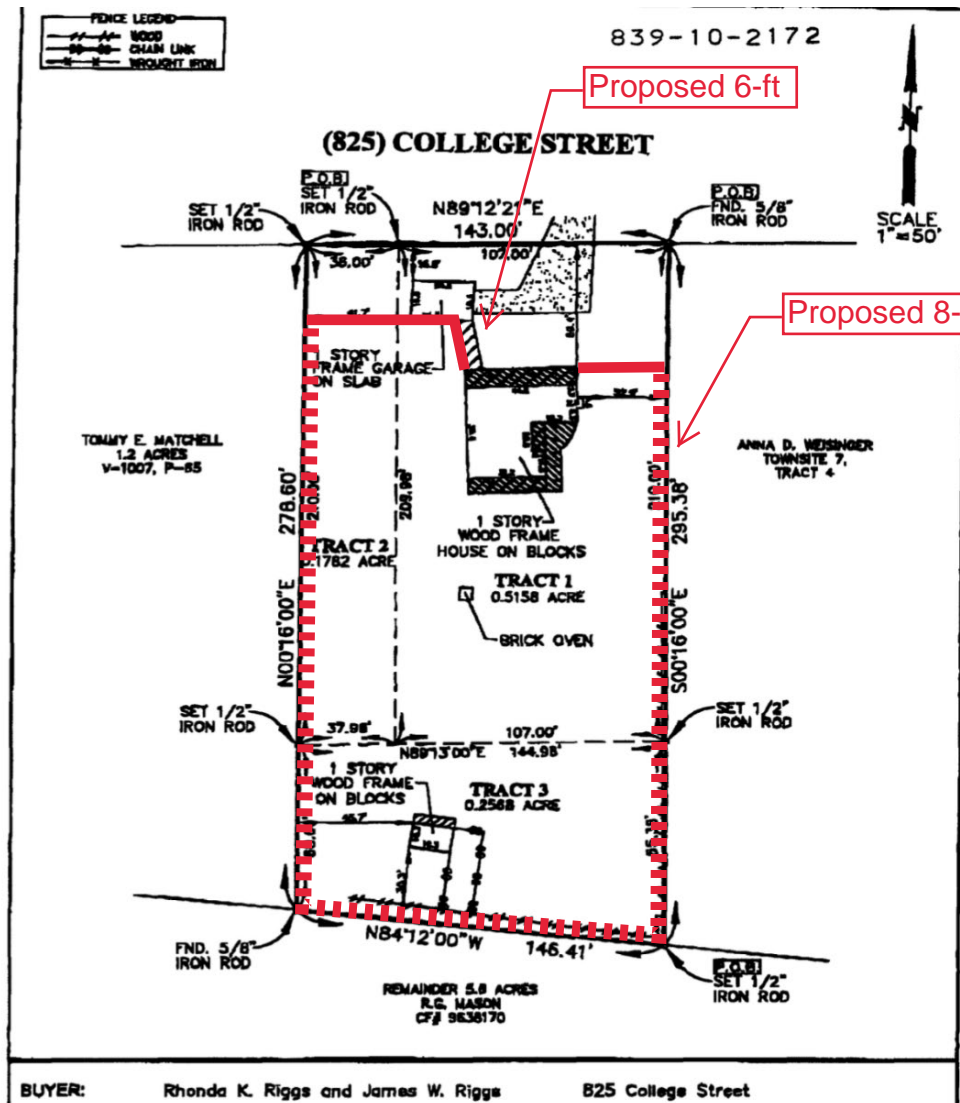 FENCE LEGEND
WOOD
CHAIN LINK
WROUGHT IRON
839-10-2172
Proposed 6-ft
(825) COLLEGE STREET
P.O.B.
SET 1/2"
IRON ROD
SET 1/2"
IRON ROD
N89°12'21"E
143.00'
P.O.B.
FND. 5/8"
IRON ROD
N
SCALE
1"=50'
107.00'
Proposed 8-
STORY
FRAME GARAGE
ON SLAB
TOMMY E. MATCHELL
1.2 ACRES
V-1007, P-65
ANNA D. WEISINGER
TOWNSITE 7,
TRACT 4
278.60'
295.38'
1 STORY
WOOD FRAME
HOUSE ON BLOCKS
TRACT 2
0.1782 ACRE
TRACT 1
0.5158 ACRE
BRICK OVEN
N00°16'00"E
S00°16'00"E
SET 1/2"
IRON ROD
SET 1/2"
IRON ROD
37.98'
107.00'
N89°13'00"E
144.98'
1 STORY
WOOD FRAME
ON BLOCKS
TRACT 3
0.2568 ACRE
N84°12'00"W
146.41'
FND. 5/8"
IRON ROD
P.O.B.
SET 1/2"
IRON ROD
REMAINDER 5.8 ACRES
R.G. MASON
CF# 9638170
BUYER: Rhonda K. Riggs and James W. Riggs 825 College Street